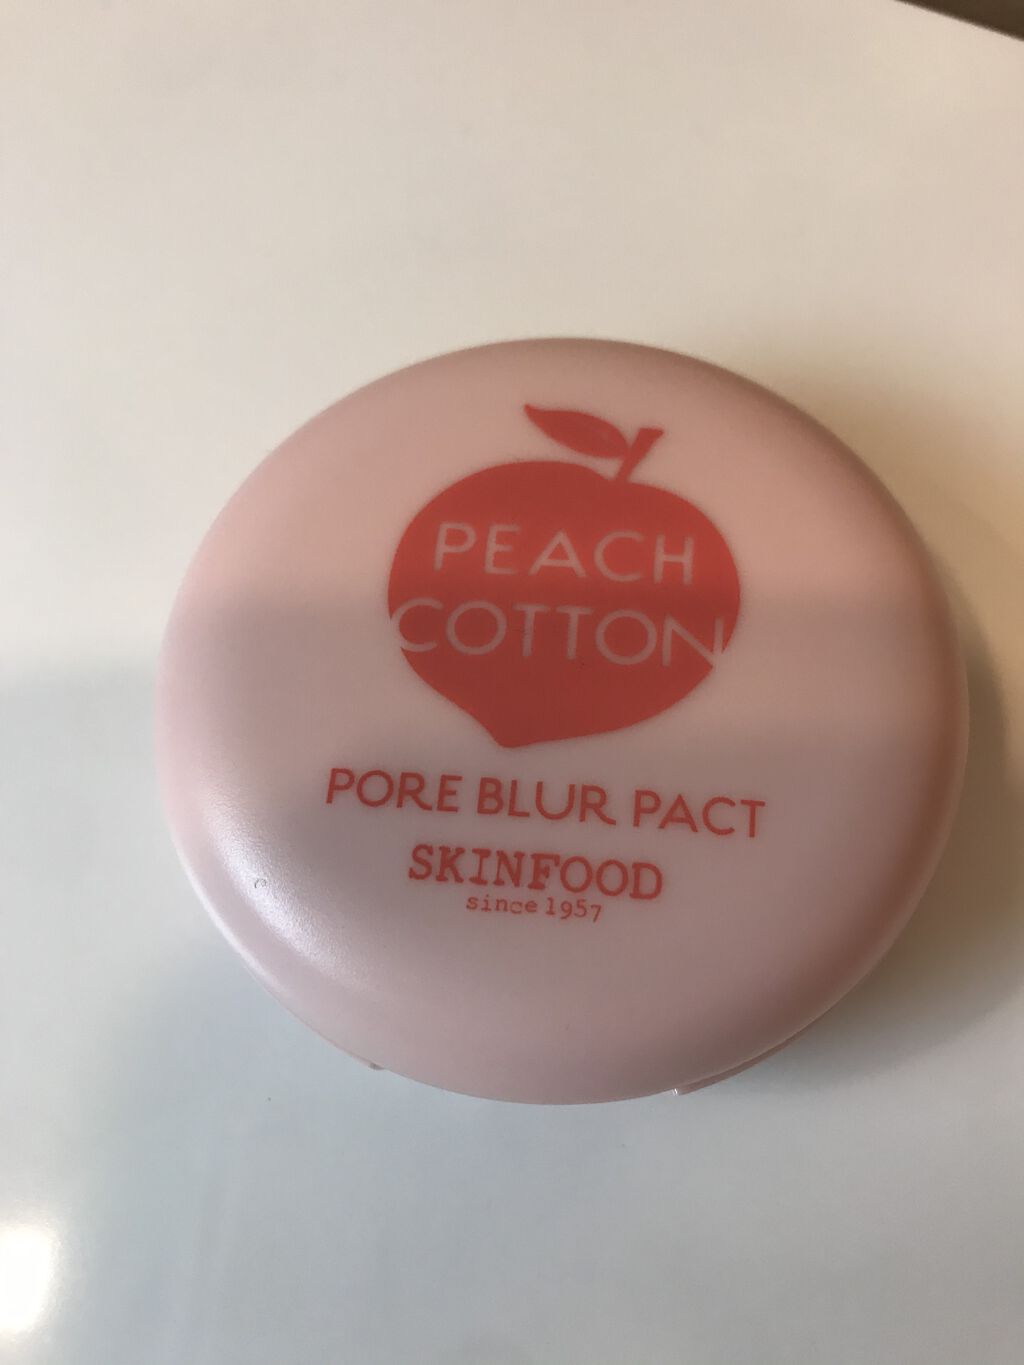 PEACH
COTTON
PORE BLUR PACT
SKINFOOD
since 1957